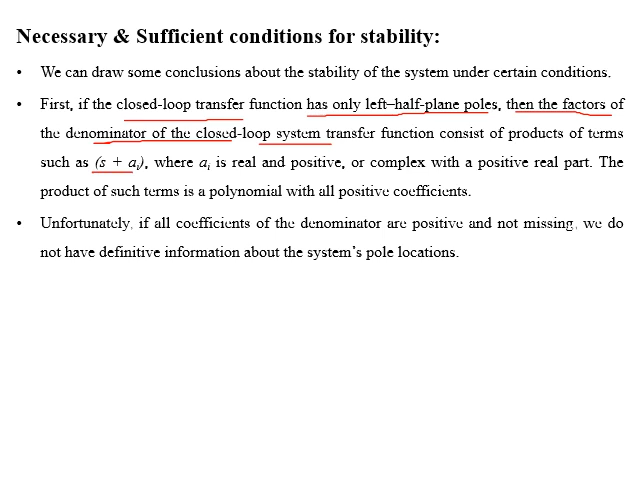 Necessary & Sufficient conditions for stability:
• We can draw some conclusions about the stability of the system under certain conditions.
• First, if the closed-loop transfer function has only left–half-plane poles, then the factors of
the denominator of the closed-loop system transfer function consist of products of terms
such as (s + aᵢ), where aᵢ is real and positive, or complex with a positive real part. The
product of such terms is a polynomial with all positive coefficients.
• Unfortunately, if all coefficients of the denominator are positive and not missing, we do
not have definitive information about the system's pole locations.